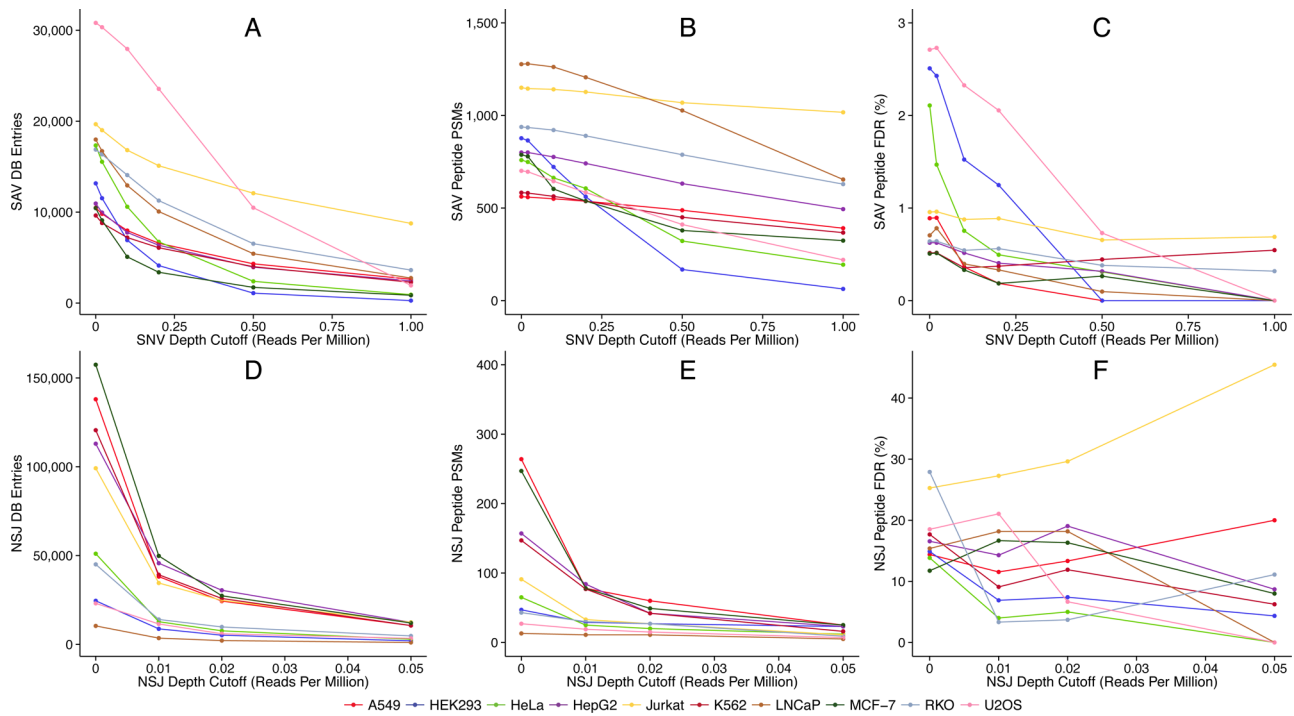 A
SAV DB Entries
30,000
20,000
10,000
0
0 0.25 0.50 0.75 1.00
SNV Depth Cutoff (Reads Per Million)
B
SAV Peptide PSMs
1,500
1,000
500
0
0 0.25 0.50 0.75 1.00
SNV Depth Cutoff (Reads Per Million)
C
SAV Peptide FDR (%)
3
2
1
0
0 0.25 0.50 0.75 1.00
SNV Depth Cutoff (Reads Per Million)
D
NSJ DB Entries
150,000
100,000
50,000
0
0 0.01 0.02 0.03 0.04 0.05
NSJ Depth Cutoff (Reads Per Million)
E
NSJ Peptide PSMs
400
300
200
100
0
0 0.01 0.02 0.03 0.04 0.05
NSJ Depth Cutoff (Reads Per Million)
F
NSJ Peptide FDR (%)
40
30
20
10
0
0 0.01 0.02 0.03 0.04 0.05
NSJ Depth Cutoff (Reads Per Million)
A549 HEK293 HeLa HepG2 Jurkat K562 LNCaP MCF-7 RKO U2OS